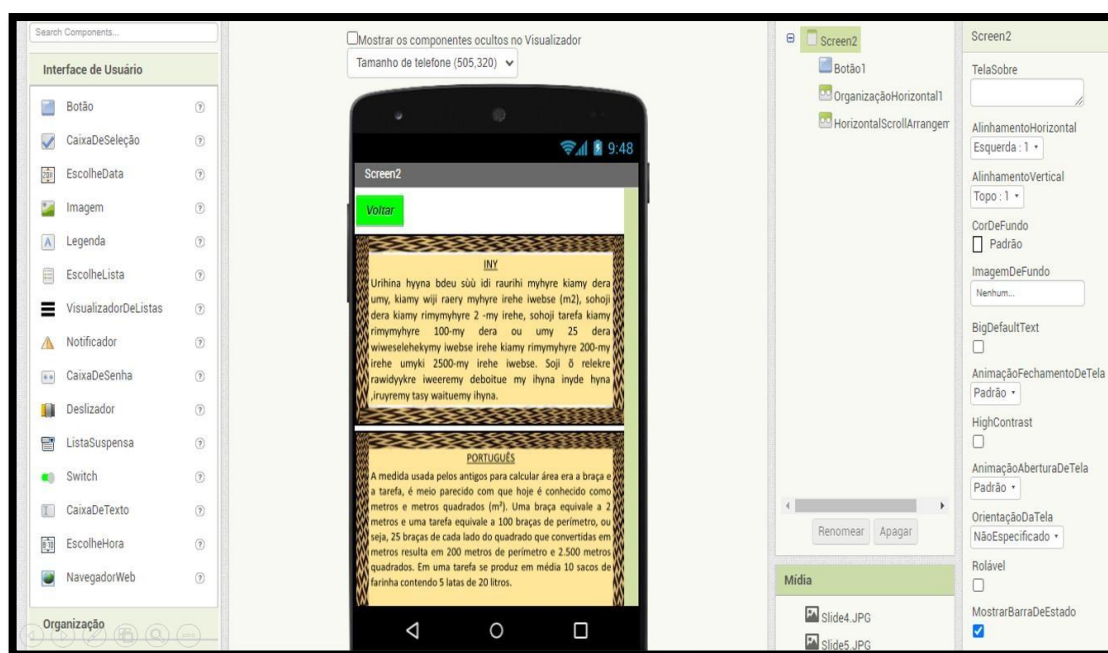 Search Components...
Interface de Usuário
Botão
CaixaDeSeleção
EscolheData
Imagem
Legenda
EscolheLista
VisualizadorDeListas
Notificador
CaixaDeSenha
Deslizador
ListaSuspensa
Switch
CaixaDeTexto
EscolheHora
NavegadorWeb
Organização
Mostrar os componentes ocultos no Visualizador
Tamanho de telefone (505,320)
9:48
Screen2
Voltar
INY
Urihina hyyna bdeu sùù idi raurihi myhyre kiamy dera
umy, kiamy wiji raery myhyre irehe iwebse (m2), sohoji
dera kiamy rimymyhyre 2 -my irehe, sohoji tarefa kiamy
rimymyhyre 100-my dera ou umy 25 dera
wiweselehekymy iwebse irehe kiamy rimymyhyre 200-my
irehe umyki 2500-my irehe iwebse. Soji õ relekre
rawidyykre iweeremy deboitue my ihyna inyde hyna
,iruyremy tasy waituemy ihyna.
PORTUGUÊS
A medida usada pelos antigos para calcular área era a braça e
a tarefa, é meio parecido com que hoje é conhecido como
metros e metros quadrados (m²). Uma braça equivale a 2
metros e uma tarefa equivale a 100 braças de perímetro, ou
seja, 25 braças de cada lado do quadrado que convertidas em
metros resulta em 200 metros de perímetro e 2.500 metros
quadrados. Em uma tarefa se produz em média 10 sacos de
farinha contendo 5 latas de 20 litros.
Screen2
Botão1
OrganizaçãoHorizontal1
HorizontalScrollArrangem
Renomear Apagar
Mídia
Slide4.JPG
Slide5.JPG
Screen2
TelaSobre
AlinhamentoHorizontal
Esquerda : 1
AlinhamentoVertical
Topo : 1
CorDeFundo
Padrão
ImagemDeFundo
Nenhum...
BigDefaultText
AnimaçãoFechamentoDeTela
Padrão
HighContrast
AnimaçãoAberturaDeTela
Padrão
OrientaçãoDaTela
NãoEspecificado
Rolável
MostrarBarraDeEstado